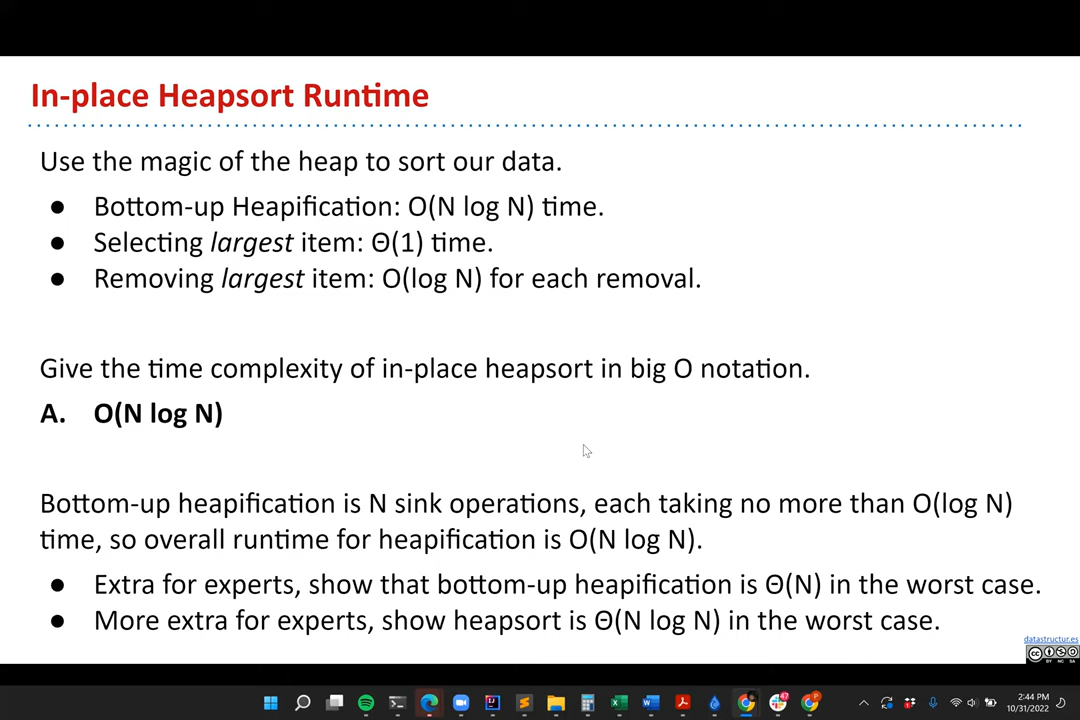 In-place Heapsort Runtime
Use the magic of the heap to sort our data.
● Bottom-up Heapification: O(N log N) time.
● Selecting largest item: Θ(1) time.
● Removing largest item: O(log N) for each removal.
Give the time complexity of in-place heapsort in big O notation.
A. O(N log N)
Bottom-up heapification is N sink operations, each taking no more than O(log N)
time, so overall runtime for heapification is O(N log N).
● Extra for experts, show that bottom-up heapification is Θ(N) in the worst case.
● More extra for experts, show heapsort is Θ(N log N) in the worst case.
datastructur.es
BY NC SA
47
2:44 PM
10/31/2022